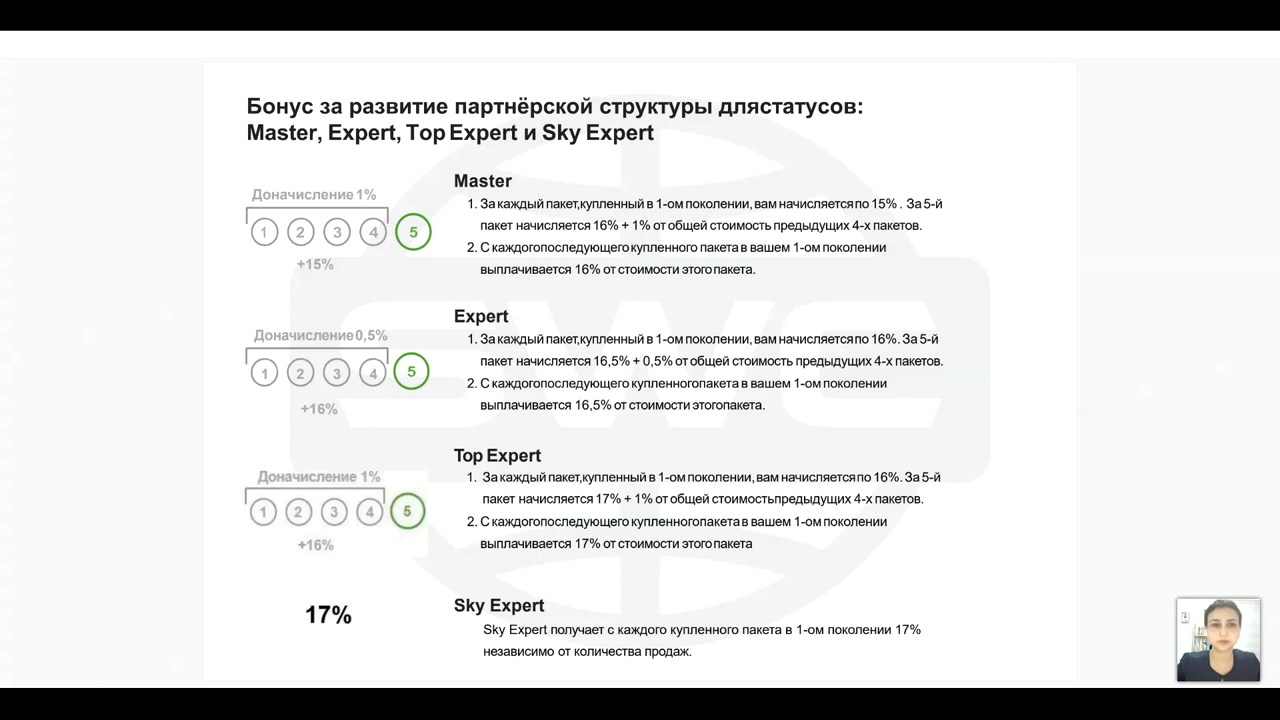 Бонус за развитие партнёрской структуры длястатусов:
Master, Expert, Top Expert и Sky Expert
Доначисление 1%
1 2 3 4 5
+15%
Master
1. За каждый пакет,купленный в 1-ом поколении, вам начисляетсяпо 15% . За 5-й
пакет начисляется 16% + 1% от общей стоимость предыдущих 4-х пакетов.
2. С каждогопоследующего купленного пакета в вашем 1-ом поколении
выплачивается 16% от стоимости этого пакета.
Доначисление 0,5%
1 2 3 4 5
+16%
Expert
1. За каждый пакет,купленный в 1-ом поколении, вам начисляетсяпо 16%. За 5-й
пакет начисляется 16,5% + 0,5% от общей стоимость предыдущих 4-х пакетов.
2. С каждогопоследующего купленногопакета в вашем 1-ом поколении
выплачивается 16,5% от стоимости этогопакета.
Доначисление 1%
1 2 3 4 5
+16%
Top Expert
1. За каждый пакет,купленный в 1-ом поколении, вам начисляетсяпо 16%. За 5-й
пакет начисляется 17% + 1% от общей стоимостьпредыдущих 4-х пакетов.
2. С каждогопоследующего купленногопакета в вашем 1-ом поколении
выплачивается 17% от стоимости этого пакета
17%
Sky Expert
Sky Expert получает с каждого купленного пакета в 1-ом поколении 17%
независимо от количества продаж.
SWC